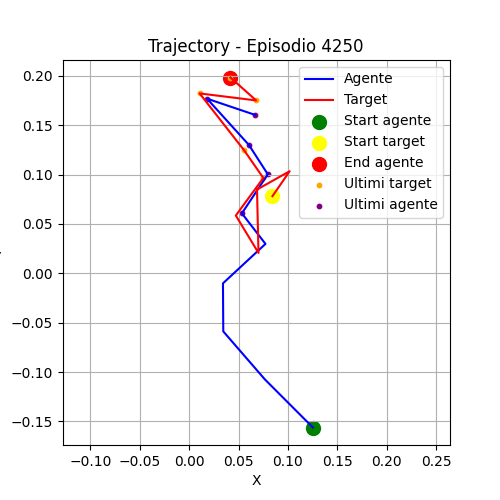 Trajectory - Episodio 4250
0.20
0.15
0.10
0.05
0.00
−0.05
−0.10
−0.15
Agente
Target
Start agente
Start target
End agente
Ultimi target
Ultimi agente
−0.10 −0.05 0.00 0.05 0.10 0.15 0.20 0.25
X